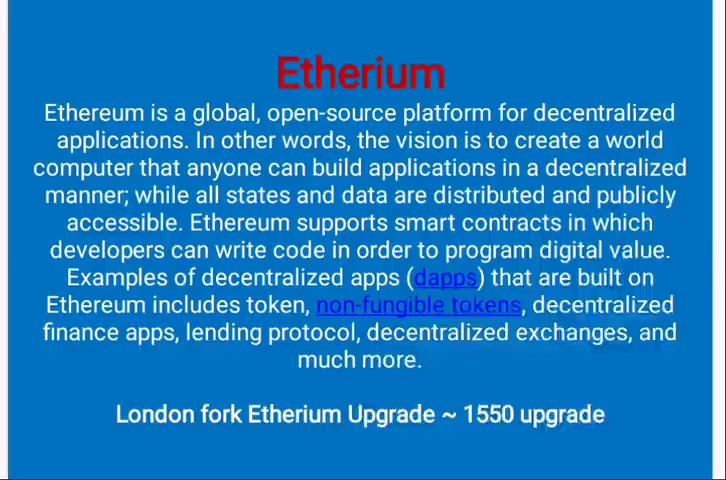 Etherium
Ethereum is a global, open-source platform for decentralized
applications. In other words, the vision is to create a world
computer that anyone can build applications in a decentralized
manner; while all states and data are distributed and publicly
accessible. Ethereum supports smart contracts in which
developers can write code in order to program digital value.
Examples of decentralized apps (dapps) that are built on
Ethereum includes token, non-fungible tokens, decentralized
finance apps, lending protocol, decentralized exchanges, and
much more.
London fork Etherium Upgrade ~ 1550 upgrade